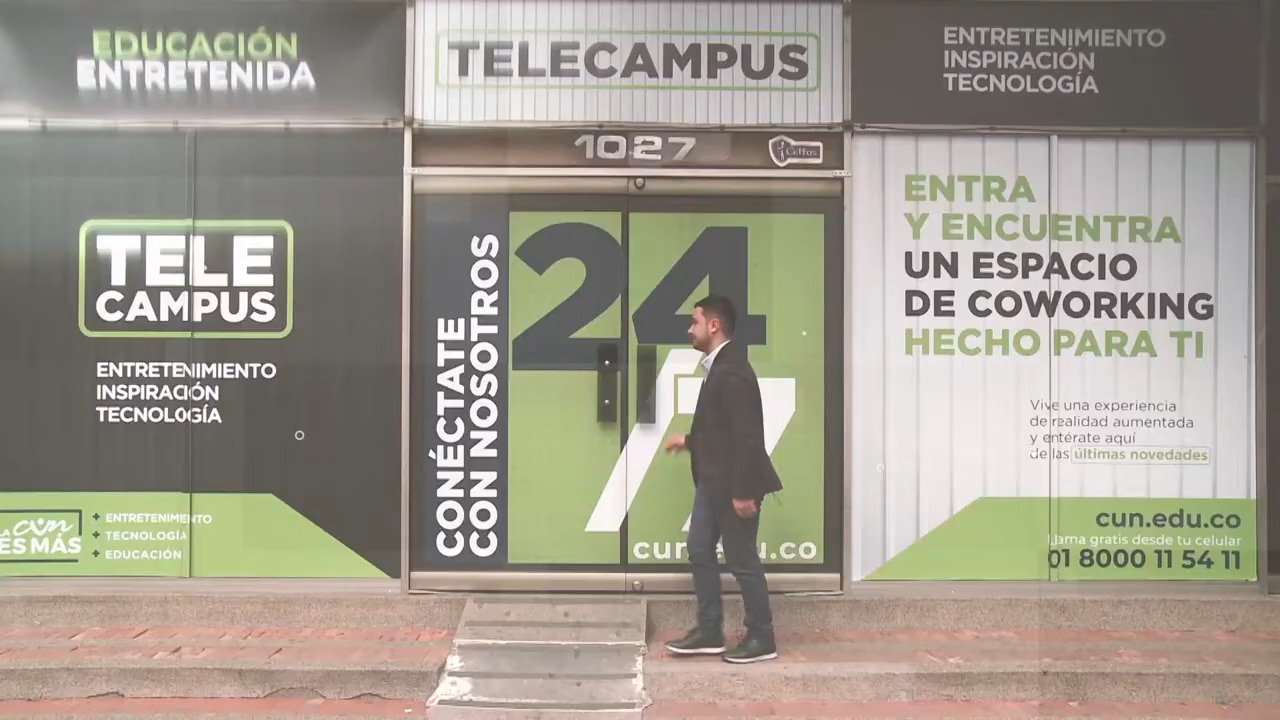 EDUCACIÓN
ENTRETENIDA
TELECAMPUS
ENTRETENIMIENTO
INSPIRACIÓN
TECNOLOGÍA
1027
Celtas
TELE
CAMPUS
ENTRETENIMIENTO
INSPIRACIÓN
TECNOLOGÍA
LA cun
ES MÁS
+ ENTRETENIMIENTO
+ TECNOLOGÍA
+ EDUCACIÓN
CONÉCTATE
CON NOSOTROS
24
/7
cun.edu.co
ENTRA
Y ENCUENTRA
UN ESPACIO
DE COWORKING
HECHO PARA TI
Vive una experiencia
de realidad aumentada
y entérate aquí
de las últimas novedades
cun.edu.co
Llama gratis desde tu celular
01 8000 11 54 11